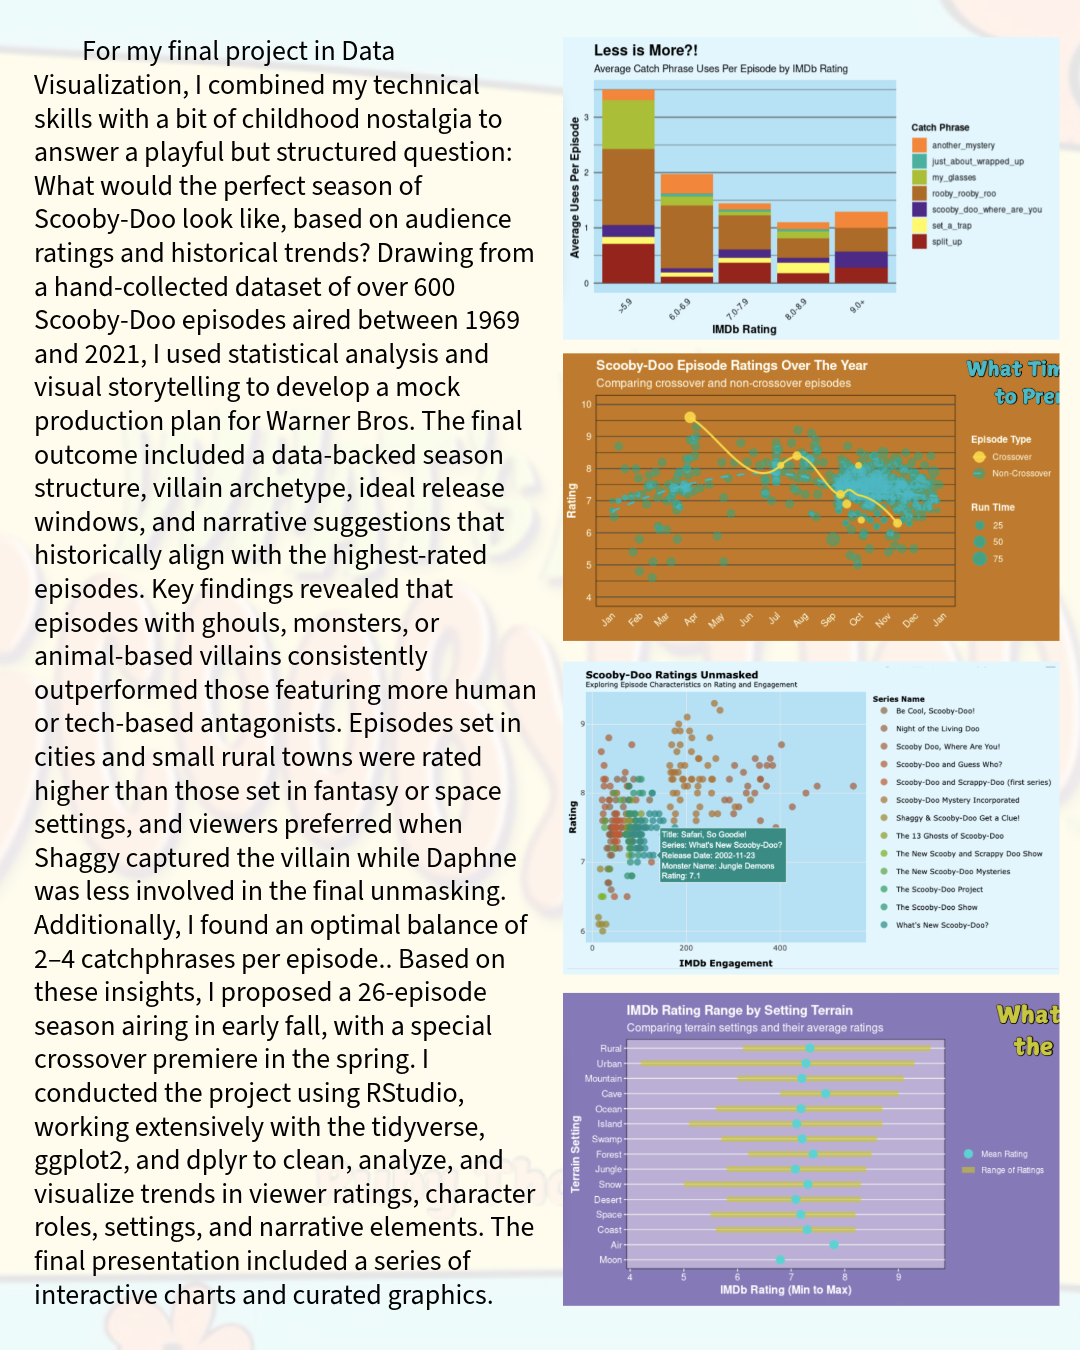 For my final project in Data
Visualization, I combined my technical
skills with a bit of childhood nostalgia to
answer a playful but structured question:
What would the perfect season of
Scooby-Doo look like, based on audience
ratings and historical trends? Drawing from
a hand-collected dataset of over 600
Scooby-Doo episodes aired between 1969
and 2021, I used statistical analysis and
visual storytelling to develop a mock
production plan for Warner Bros. The final
outcome included a data-backed season
structure, villain archetype, ideal release
windows, and narrative suggestions that
historically align with the highest-rated
episodes. Key findings revealed that
episodes with ghouls, monsters, or
animal-based villains consistently
outperformed those featuring more human
or tech-based antagonists. Episodes set in
cities and small rural towns were rated
higher than those set in fantasy or space
settings, and viewers preferred when
Shaggy captured the villain while Daphne
was less involved in the final unmasking.
Additionally, I found an optimal balance of
2–4 catchphrases per episode.. Based on
these insights, I proposed a 26-episode
season airing in early fall, with a special
crossover premiere in the spring. I
conducted the project using RStudio,
working extensively with the tidyverse,
ggplot2, and dplyr to clean, analyze, and
visualize trends in viewer ratings, character
roles, settings, and narrative elements. The
final presentation included a series of
interactive charts and curated graphics.
Less is More?!
Average Catch Phrase Uses Per Episode by IMDb Rating
Average Uses Per Episode
3
2
1
0
>5.9
6.0-6.9
7.0-7.9
8.0-8.9
9.0+
IMDb Rating
Catch Phrase
another_mystery
just_about_wrapped_up
my_glasses
rooby_rooby_roo
scooby_doo_where_are_you
set_a_trap
split_up
Scooby-Doo Episode Ratings Over The Year
Comparing crossover and non-crossover episodes
What Tim
to Prer
Rating
10
9
8
7
6
5
4
Jan
Feb
Mar
Apr
May
Jun
Jul
Aug
Sep
Oct
Nov
Dec
Jan
Episode Type
Crossover
Non-Crossover
Run Time
25
50
75
Scooby-Doo Ratings Unmasked
Exploring Episode Characteristics on Rating and Engagement
Rating
9
8
7
6
0
200
400
IMDb Engagement
Title: Safari, So Goodie!
Series: What's New Scooby-Doo?
Release Date: 2002-11-23
Monster Name: Jungle Demons
Rating: 7.1
Series Name
Be Cool, Scooby-Doo!
Night of the Living Doo
Scooby Doo, Where Are You!
Scooby-Doo and Guess Who?
Scooby-Doo and Scrappy-Doo (first series)
Scooby-Doo Mystery Incorporated
Shaggy & Scooby-Doo Get a Clue!
The 13 Ghosts of Scooby-Doo
The New Scooby and Scrappy Doo Show
The New Scooby-Doo Mysteries
The Scooby-Doo Project
The Scooby-Doo Show
What's New Scooby-Doo?
IMDb Rating Range by Setting Terrain
Comparing terrain settings and their average ratings
What
the
Terrain Setting
Rural
Urban
Mountain
Cave
Ocean
Island
Swamp
Forest
Jungle
Snow
Desert
Space
Coast
Air
Moon
4
5
6
7
8
9
IMDb Rating (Min to Max)
Mean Rating
Range of Ratings